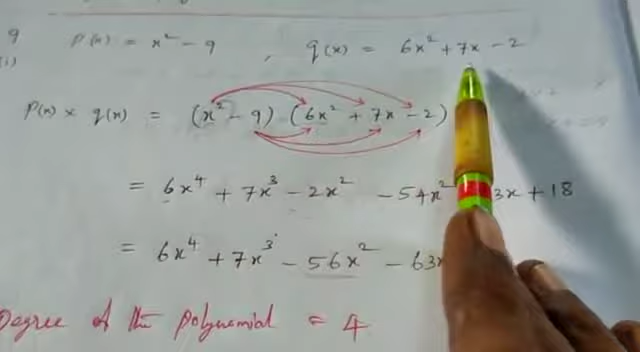 9 p(x) = x² - 9 , q(x) = 6x² + 7x - 2
(i)
p(x) × q(x) = (x² - 9) (6x² + 7x - 2)
= 6x⁴ + 7x³ - 2x² - 54x² 3x + 18
= 6x⁴ + 7x³ - 56x² - 63x
Degree of the polynomial = 4